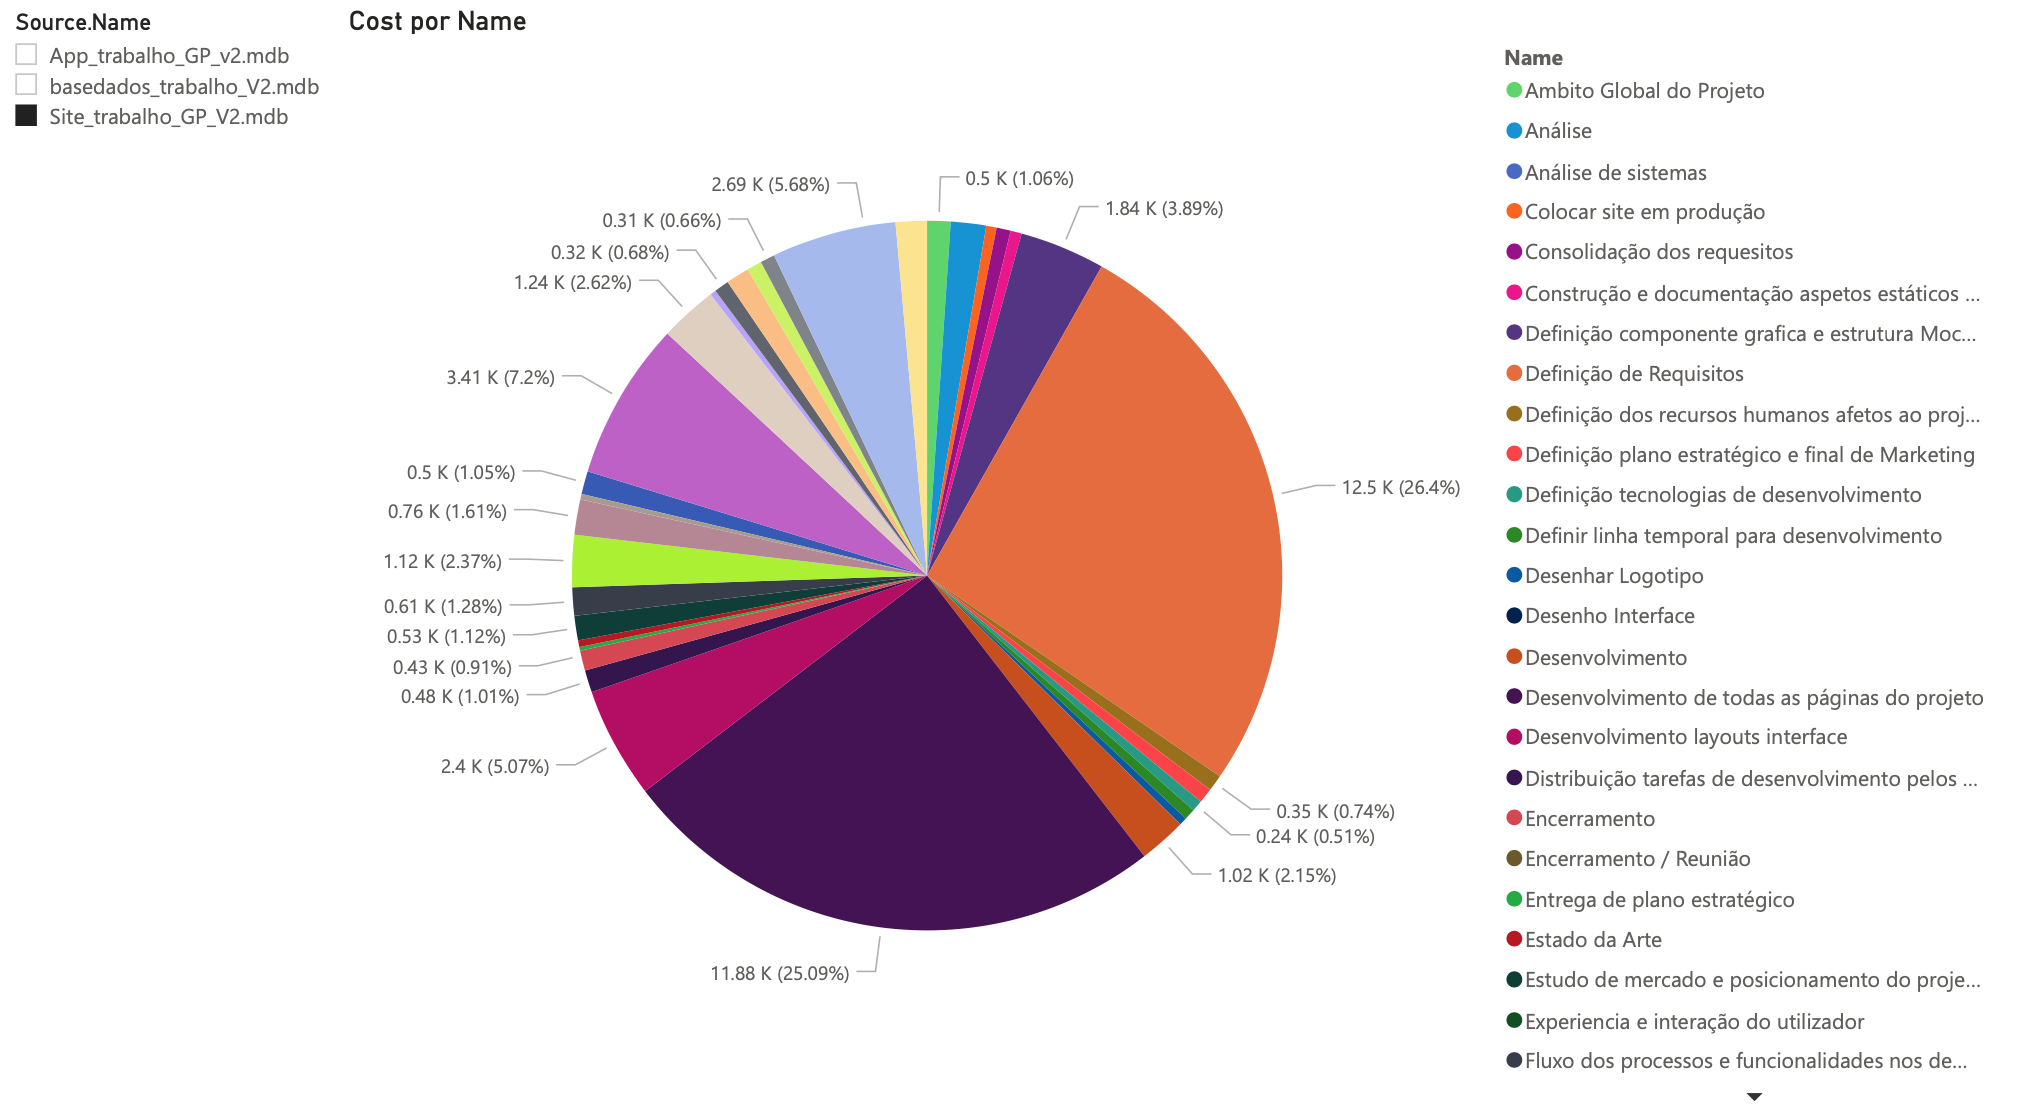 Source.Name
App_trabalho_GP_v2.mdb
basedados_trabalho_V2.mdb
Site_trabalho_GP_V2.mdb
Cost por Name
0.5 K (1.06%)
1.84 K (3.89%)
12.5 K (26.4%)
0.35 K (0.74%)
0.24 K (0.51%)
1.02 K (2.15%)
11.88 K (25.09%)
2.4 K (5.07%)
0.48 K (1.01%)
0.43 K (0.91%)
0.53 K (1.12%)
0.61 K (1.28%)
1.12 K (2.37%)
0.76 K (1.61%)
0.5 K (1.05%)
3.41 K (7.2%)
1.24 K (2.62%)
0.32 K (0.68%)
0.31 K (0.66%)
2.69 K (5.68%)
Name
Ambito Global do Projeto
Análise
Análise de sistemas
Colocar site em produção
Consolidação dos requesitos
Construção e documentação aspetos estáticos ...
Definição componente grafica e estrutura Moc...
Definição de Requisitos
Definição dos recursos humanos afetos ao proj...
Definição plano estratégico e final de Marketing
Definição tecnologias de desenvolvimento
Definir linha temporal para desenvolvimento
Desenhar Logotipo
Desenho Interface
Desenvolvimento
Desenvolvimento de todas as páginas do projeto
Desenvolvimento layouts interface
Distribuição tarefas de desenvolvimento pelos ...
Encerramento
Encerramento / Reunião
Entrega de plano estratégico
Estado da Arte
Estudo de mercado e posicionamento do proje...
Experiencia e interação do utilizador
Fluxo dos processos e funcionalidades nos de...